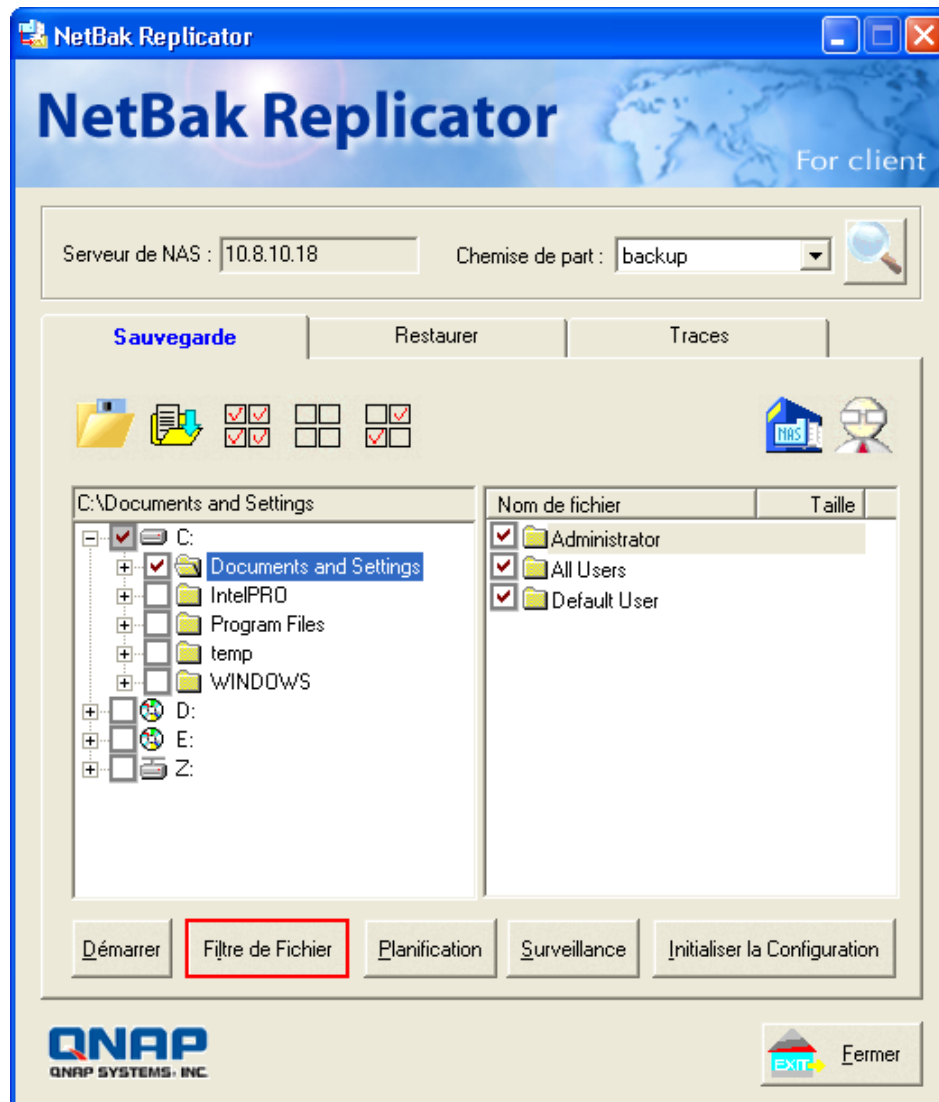 NetBak Replicator
NetBak Replicator
For client
Serveur de NAS : 10.8.10.18 Chemise de part : backup
Sauvegarde Restaurer Traces
NAS
C:\Documents and Settings
C:
Documents and Settings
IntelPRO
Program Files
temp
WINDOWS
D:
E:
Z:
Nom de fichier Taille
Administrator
All Users
Default User
Démarrer Filtre de Fichier Planification Surveillance Initialiser la Configuration
QNAP
QNAP SYSTEMS, INC
EXIT Fermer